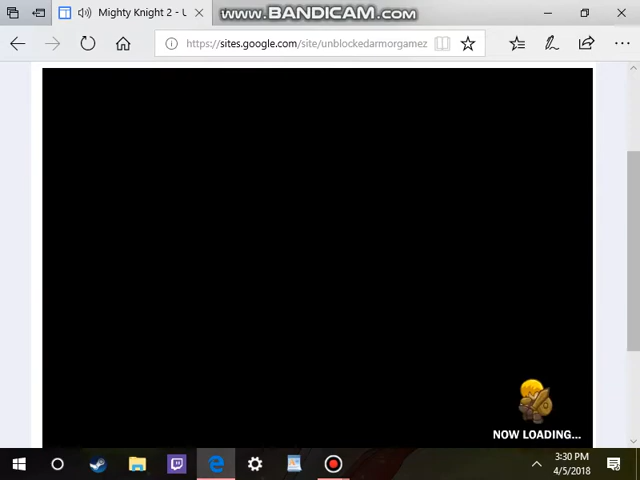 Mighty Knight 2 - U
www.BANDICAM.com
https://sites.google.com/site/unblockedarmorgamez
NOW LOADING...
3:30 PM
4/5/2018